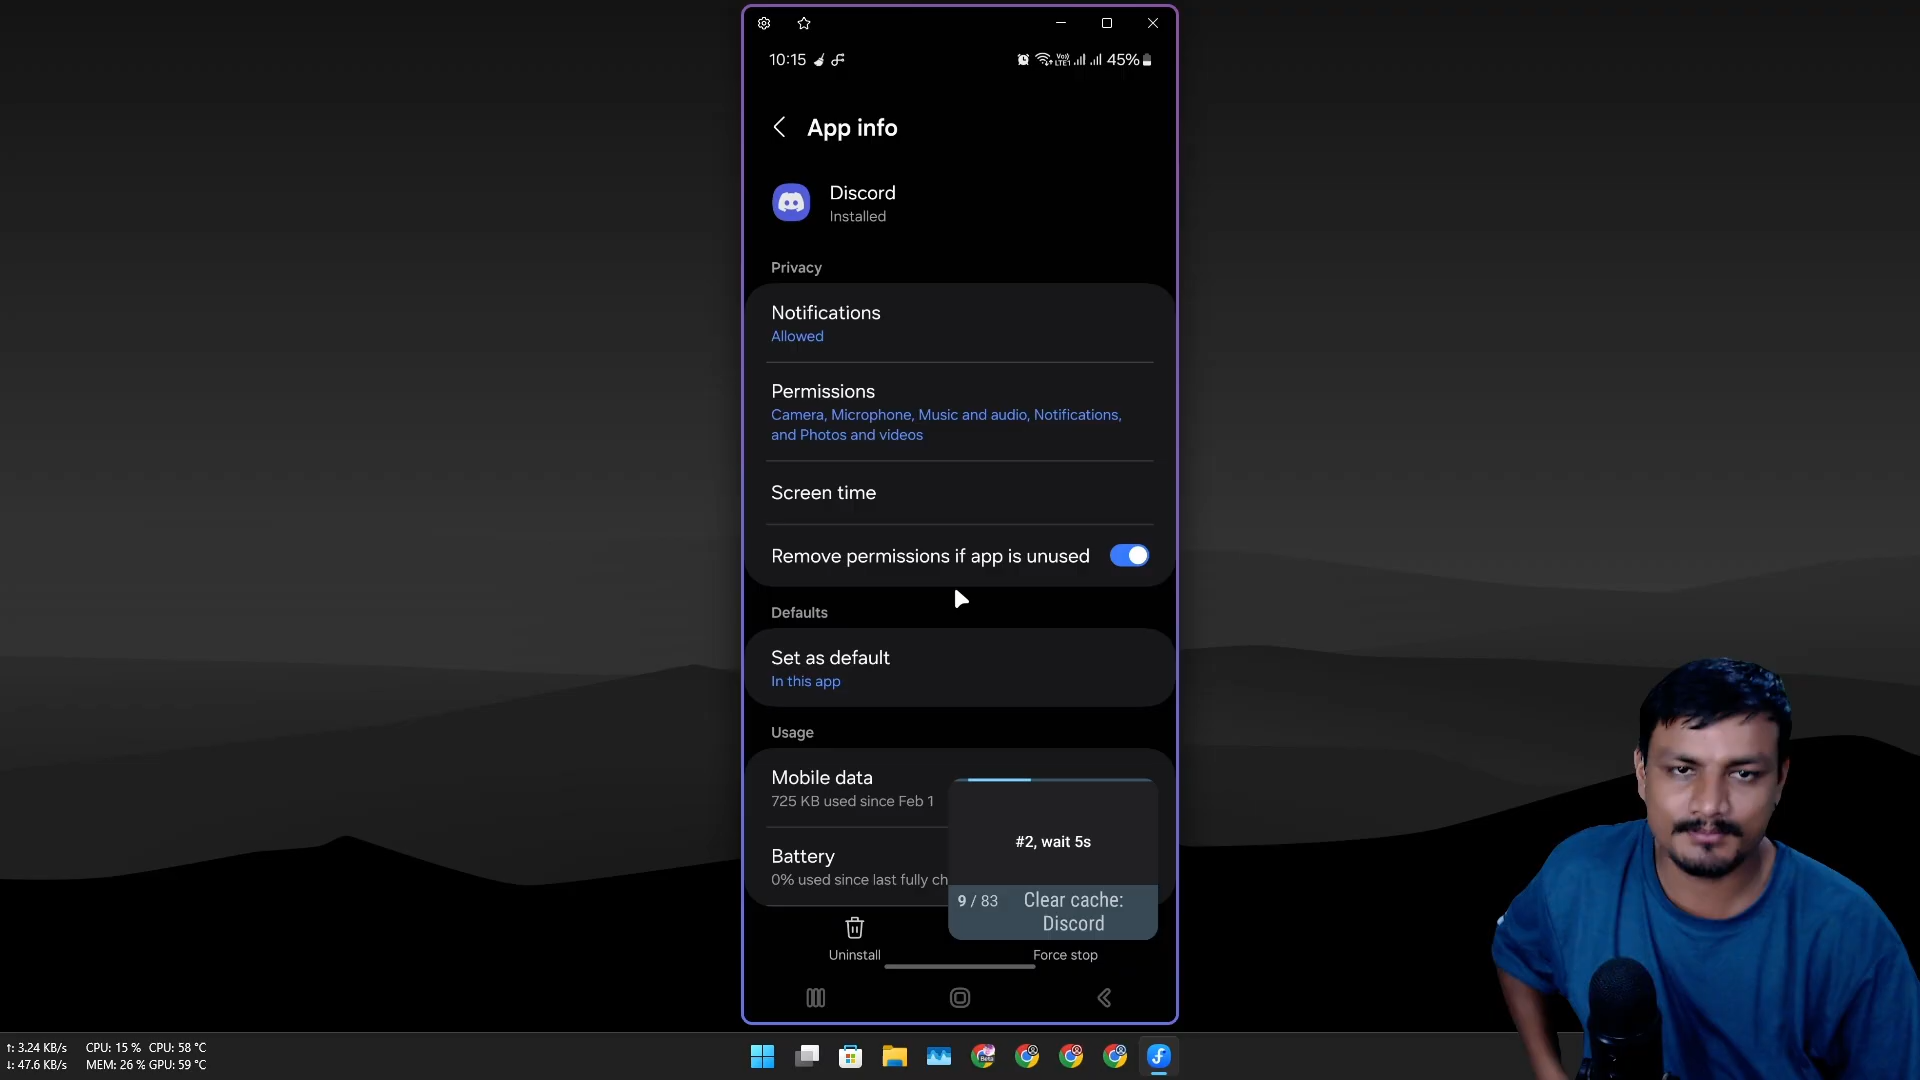 10:15
VoI)
LTE1
45%
App info
Discord
Installed
Privacy
Notifications
Allowed
Permissions
Camera, Microphone, Music and audio, Notifications,
and Photos and videos
Screen time
Remove permissions if app is unused
Defaults
Set as default
In this app
Usage
Mobile data
725 KB used since Feb 1
Battery
0% used since last fully ch
#2, wait 5s
9 / 83
Clear cache:
Discord
Uninstall
Force stop
↑: 3.24 KB/s CPU: 15 % CPU: 58 °C
↓: 47.6 KB/s MEM: 26 % GPU: 59 °C
Beta